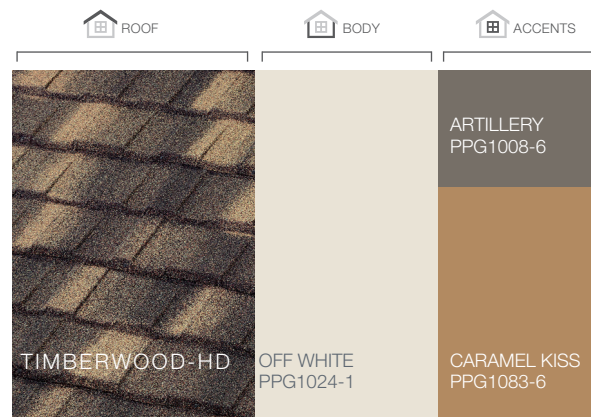 ROOF
BODY
ACCENTS
ARTILLERY
PPG1008-6
TIMBERWOOD-HD
OFF WHITE
PPG1024-1
CARAMEL KISS
PPG1083-6